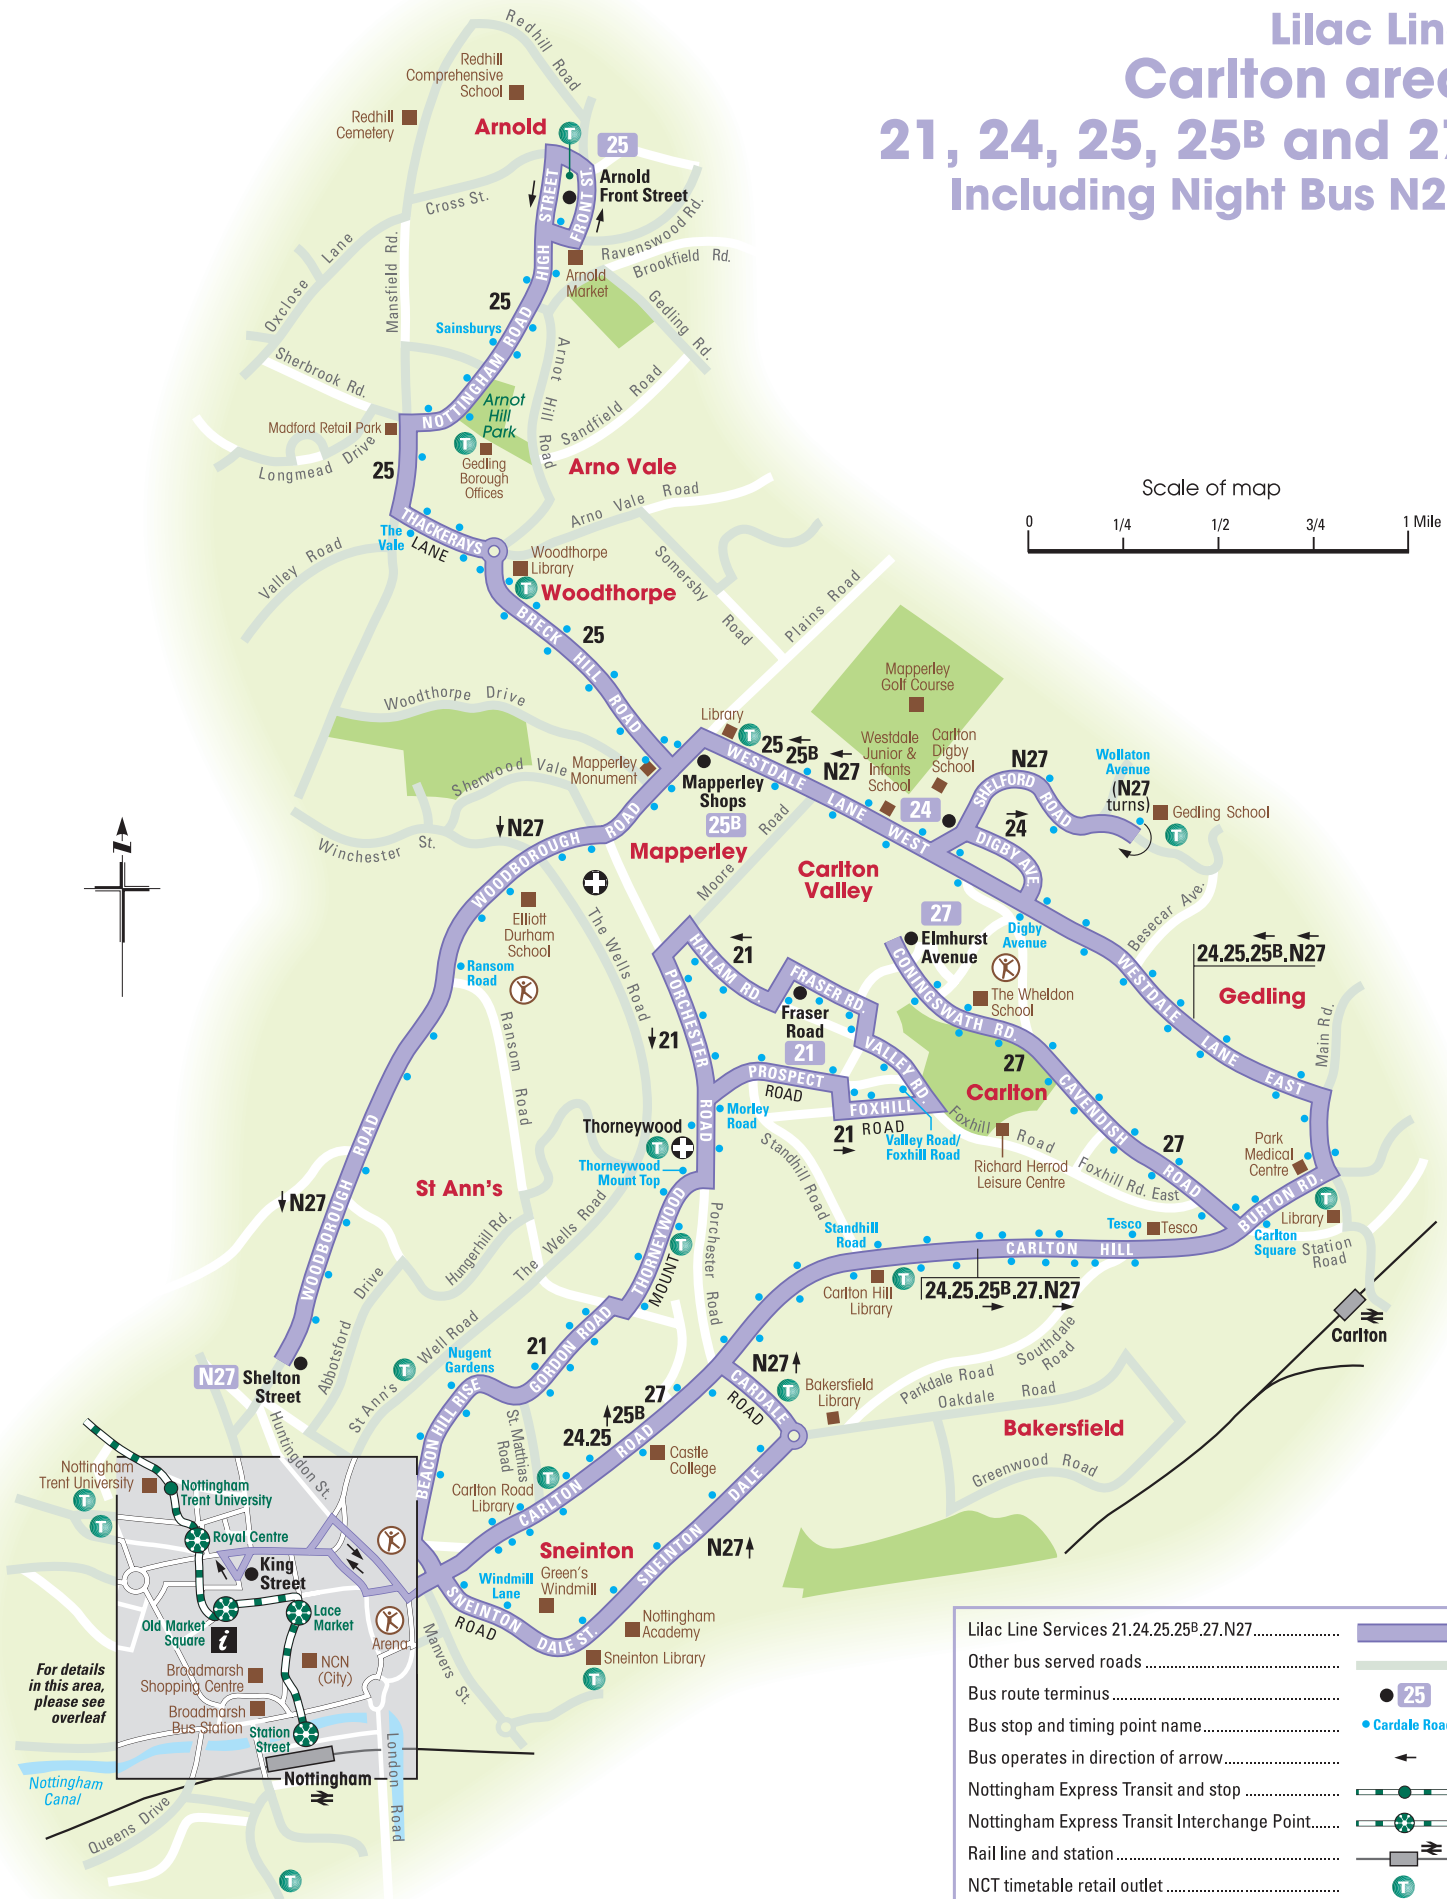 Lilac Lin
Carlton area
21, 24, 25, 25B and 27
Including Night Bus N2
Redhill Road
Redhill
Comprehensive
School
Redhill
Cemetery
Arnold
T
25
Arnold
Front Street
Cross St.
HIGH STREET
FRONT ST.
Ravenswood Rd.
Brookfield Rd.
Arnold
Market
Gedling Rd.
Oxclose Lane
Mansfield Rd.
25
Sainsburys
NOTTINGHAM ROAD
Sherbrook Rd.
Arnot Hill Road
Sandfield Road
Arnot
Hill
Park
Madford Retail Park
Longmead Drive
T
Gedling
Borough
Offices
Arno Vale
25
Arno Vale Road
The
Vale
THACKERAYS
LANE
Valley Road
Woodthorpe
Library
T
Woodthorpe
Somersby Road
Plains Road
Scale of map
0
1/4
1/2
3/4
1 Mile
BRECK HILL ROAD
25
Woodthorpe Drive
Mapperley
Golf Course
Library
T
25
25B
N27
Westdale
Junior &
Infants
School
Carlton
Digby
School
N27
Wollaton
Avenue
(N27
turns)
Gedling School
T
Mapperley
Monument
Mapperley
Shops
25B
WESTDALE LANE WEST
24
SHELFORD ROAD
24
DIGBY AVE.
Sherwood Vale
Winchester St.
N27
WOODBOROUGH ROAD
Mapperley
Moore Road
Carlton
Valley
Elliott
Durham
School
The Wells Road
27
Elmhurst
Avenue
Digby
Avenue
Besecar Ave.
24.25.25B.N27
Ransom
Road
HALLAM RD.
21
FRASER RD.
Fraser
Road
21
CONINGSWATH RD.
The Wheldon
School
WESTDALE LANE EAST
Gedling
Main Rd.
21
PORCHESTER ROAD
Ransom Road
PROSPECT
ROAD
VALLEY RD.
27
Carlton
CAVENDISH ROAD
FOXHILL
ROAD
21
Valley Road/
Foxhill Road
Foxhill Road
Foxhill Rd. East
Richard Herrod
Leisure Centre
27
Park
Medical
Centre
Morley
Road
Thorneywood
T
Thorneywood
Mount Top
Standhill Road
St Ann's
WOODBOROUGH ROAD
N27
Hungerhill Rd.
The Wells Road
THORNEYWOOD
MOUNT
T
Porchester Road
Standhill
Road
Tesco
Tesco
BURTON RD.
T
Library
Carlton
Square
Station
Road
CARLTON HILL
Carlton Hill
Library
T
24.25.25B.27.N27
Carlton
Abbotsford Drive
St Ann's Well Road
T
Nugent
Gardens
21
GORDON ROAD
N27
Shelton
Street
BEACON HILL RISE
St. Matthias
Road
27
25B
24.25
N27
CARDALE
ROAD
T
Bakersfield
Library
Parkdale Road
Southdale
Road
Oakdale Road
Bakersfield
Greenwood Road
Huntingdon St.
Castle
College
Carlton Road
Library
T
CARLTON ROAD
Nottingham
Trent University
T
T
Nottingham
Trent University
Royal Centre
King
Street
Sneinton
SNEINTON DALE
N27
Windmill
Lane
Green's
Windmill
SNEINTON
ROAD
DALE ST.
Nottingham
Academy
Sneinton Library
T
Old Market
Square
i
Lace
Market
Arena
Manvers St.
For details
in this area,
please see
overleaf
Broadmarsh
Shopping Centre
NCN
(City)
Broadmarsh
Bus Station
Station
Street
Nottingham
Nottingham
Canal
London Road
Queens Drive
T
Lilac Line Services 21.24.25.25B.27.N27
Other bus served roads
Bus route terminus
25
Bus stop and timing point name
Cardale Roa
Bus operates in direction of arrow
Nottingham Express Transit and stop
Nottingham Express Transit Interchange Point
Rail line and station
NCT timetable retail outlet
T